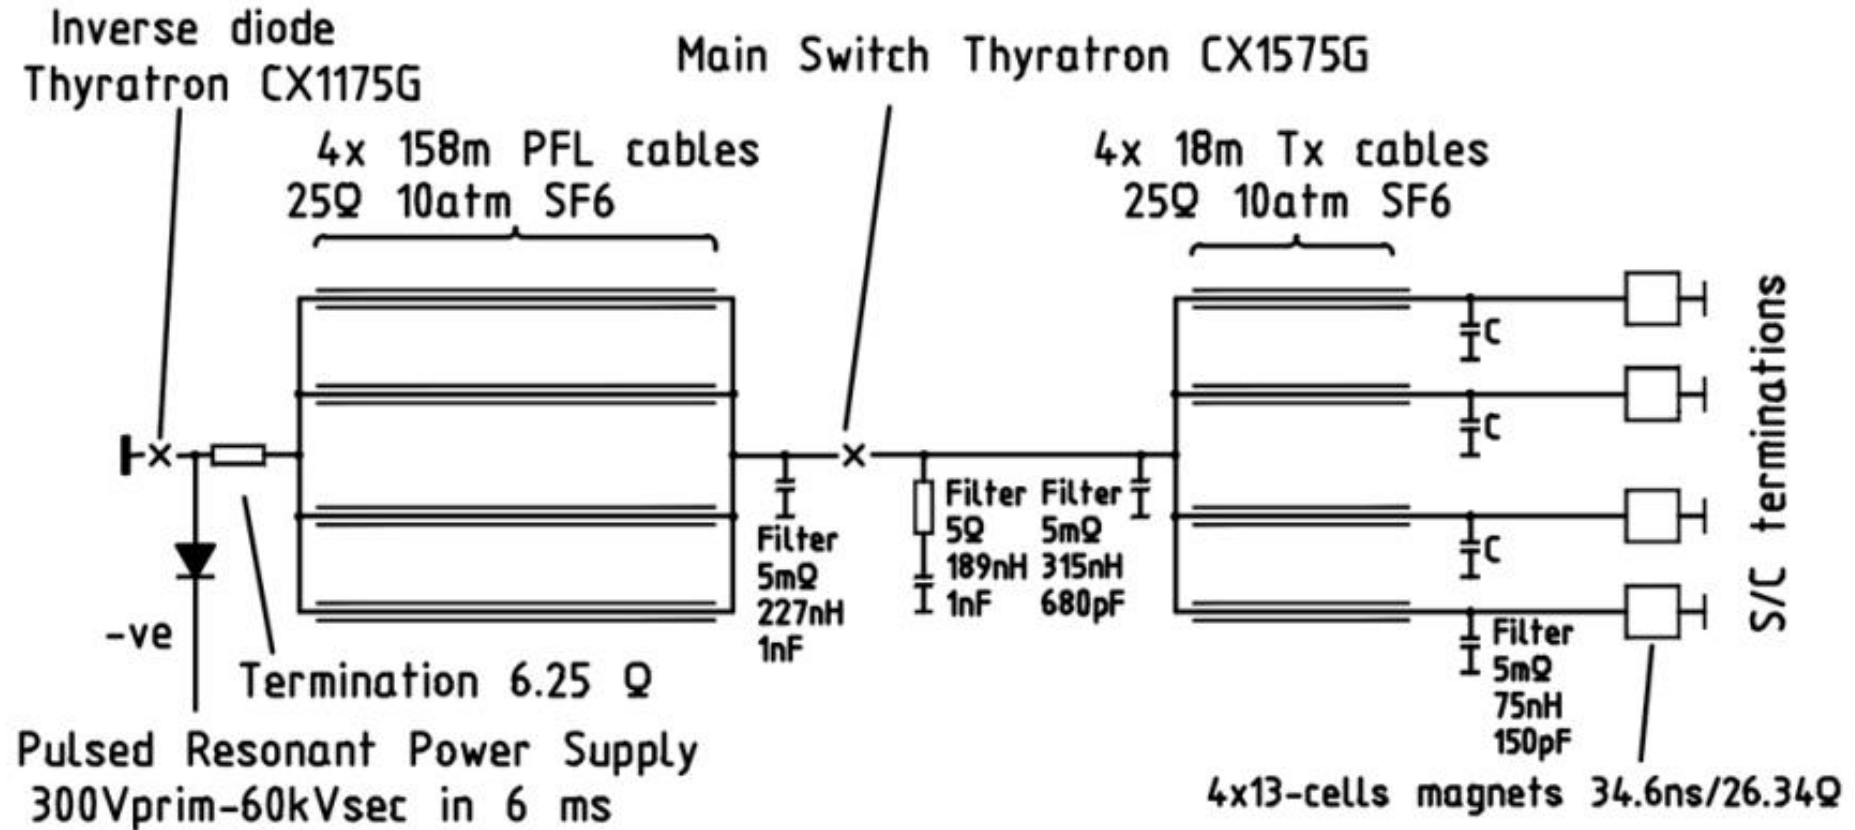 Inverse diode
Thyratron CX1175G
Main Switch Thyratron CX1575G
4x 158m PFL cables
25Ω 10atm SF6
4x 18m Tx cables
25Ω 10atm SF6
C
C
C
Filter
5mΩ
227nH
1nF
Filter
5Ω
189nH
1nF
Filter
5mΩ
315nH
680pF
Filter
5mΩ
75nH
150pF
S/C terminations
-ve
Termination 6.25 Ω
Pulsed Resonant Power Supply
300Vprim-60kVsec in 6 ms
4x13-cells magnets 34.6ns/26.34Ω